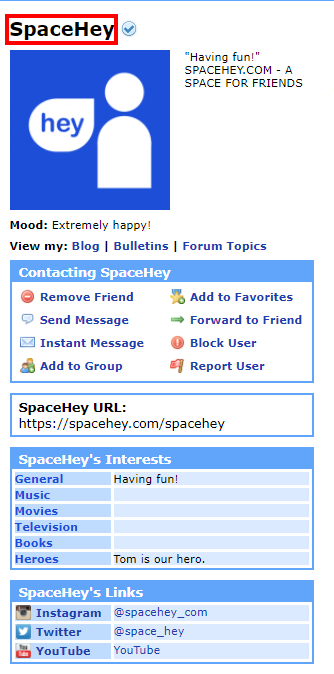 SpaceHey
hey
"Having fun!"
SPACEHEY.COM - A
SPACE FOR FRIENDS
Mood: Extremely happy!
View my: Blog | Bulletins | Forum Topics
Contacting SpaceHey
Remove Friend
Add to Favorites
Send Message
Forward to Friend
Instant Message
Block User
Add to Group
Report User
SpaceHey URL:
https://spacehey.com/spacehey
SpaceHey's Interests
General Having fun!
Music
Movies
Television
Books
Heroes Tom is our hero.
SpaceHey's Links
Instagram @spacehey_com
Twitter @space_hey
YouTube YouTube